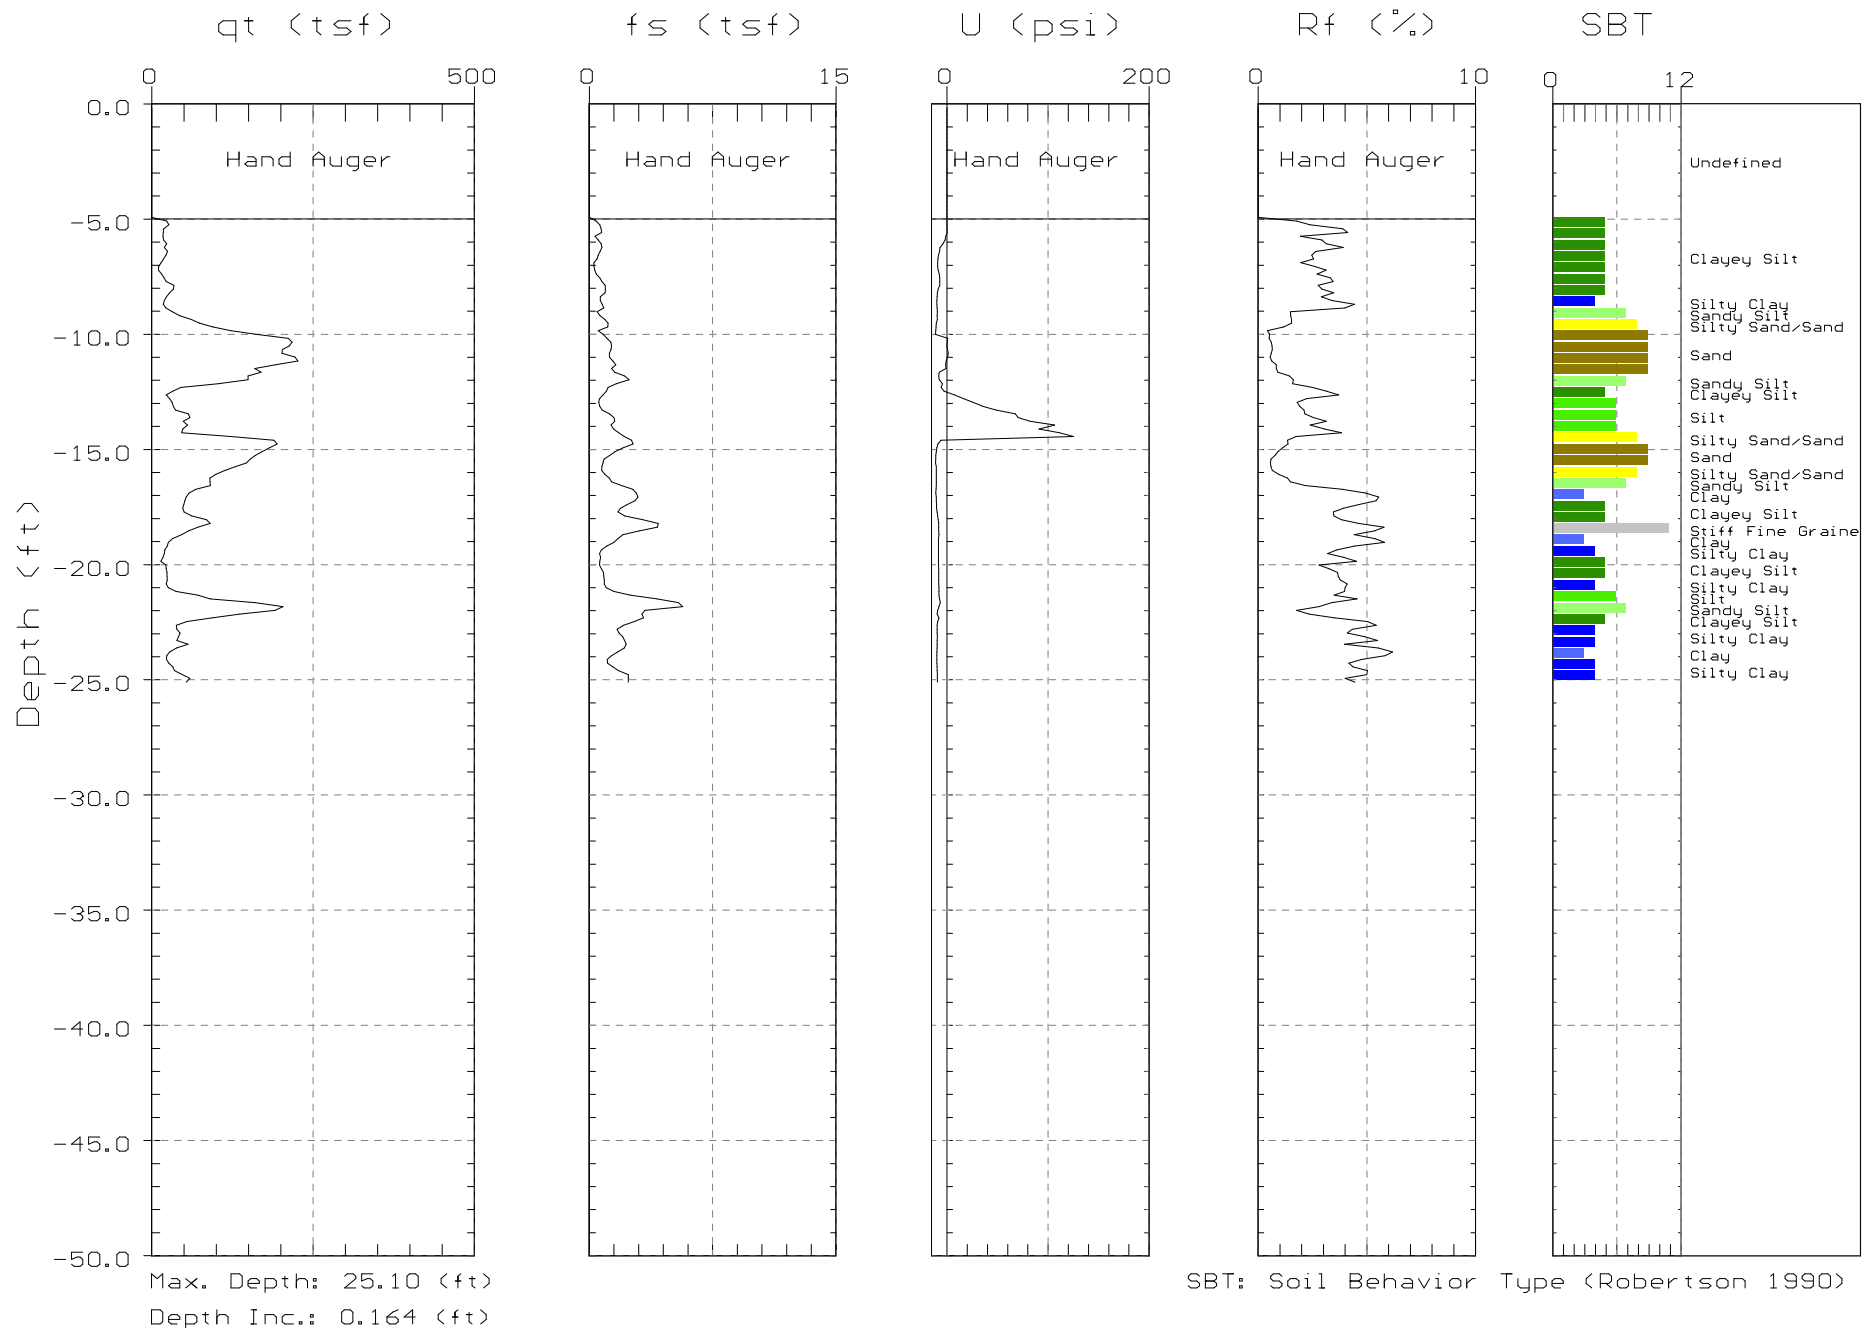 qt (tsf) fs (tsf) U (psi) Rf (%) SBT
0 500 0 15 0 200 0 10 0 12
0.0
Hand Auger Hand Auger Hand Auger Hand Auger
Undefined
-5.0
Clayey Silt
Silty Clay
Sandy Silt
Silty Sand/Sand
-10.0
Sand
Sandy Silt
Clayey Silt
Silt
Silty Sand/Sand
-15.0
Sand
Silty Sand/Sand
Sandy Silt
Clay
Clayey Silt
Stiff Fine Graine
Clay
Silty Clay
-20.0
Clayey Silt
Silty Clay
Silt
Sandy Silt
Clayey Silt
Silty Clay
Clay
Silty Clay
-25.0
Depth (ft)
-30.0
-35.0
-40.0
-45.0
-50.0
Max. Depth: 25.10 (ft)
Depth Inc.: 0.164 (ft)
SBT: Soil Behavior Type (Robertson 1990)